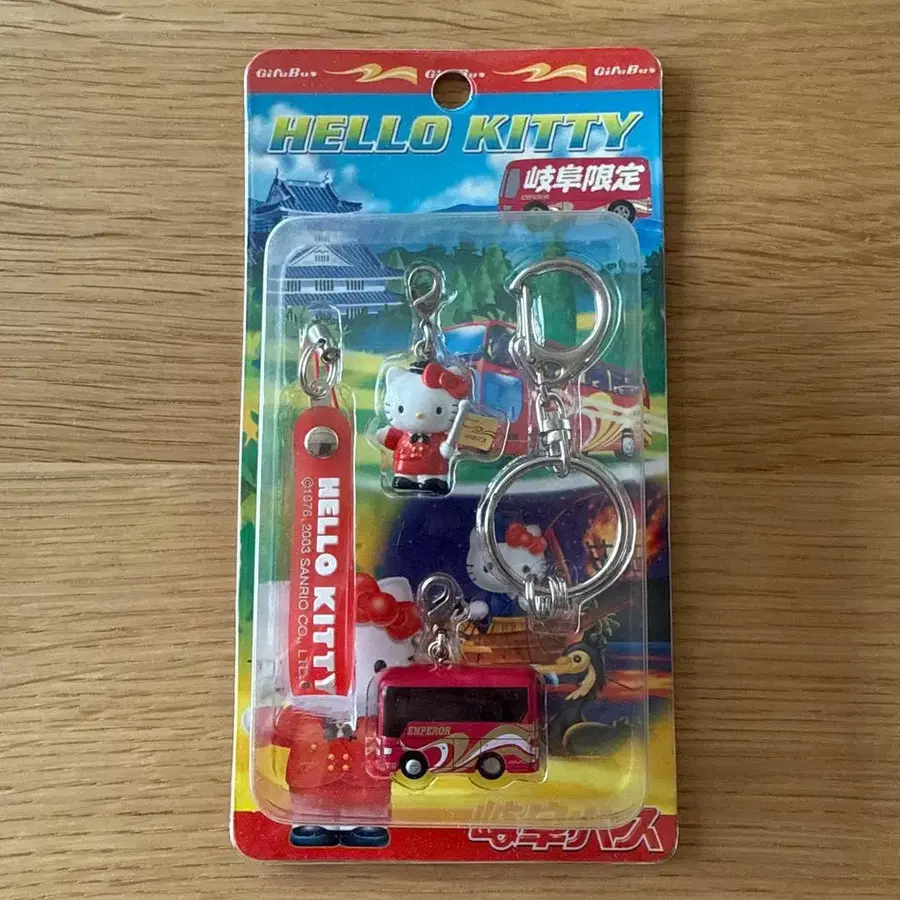 GifuBus GifuBus GifuBus
HELLO KITTY
岐阜限定
HELLO KITTY
©1976, 2003 SANRIO CO., LTD.
EMPEROR
岐阜バス